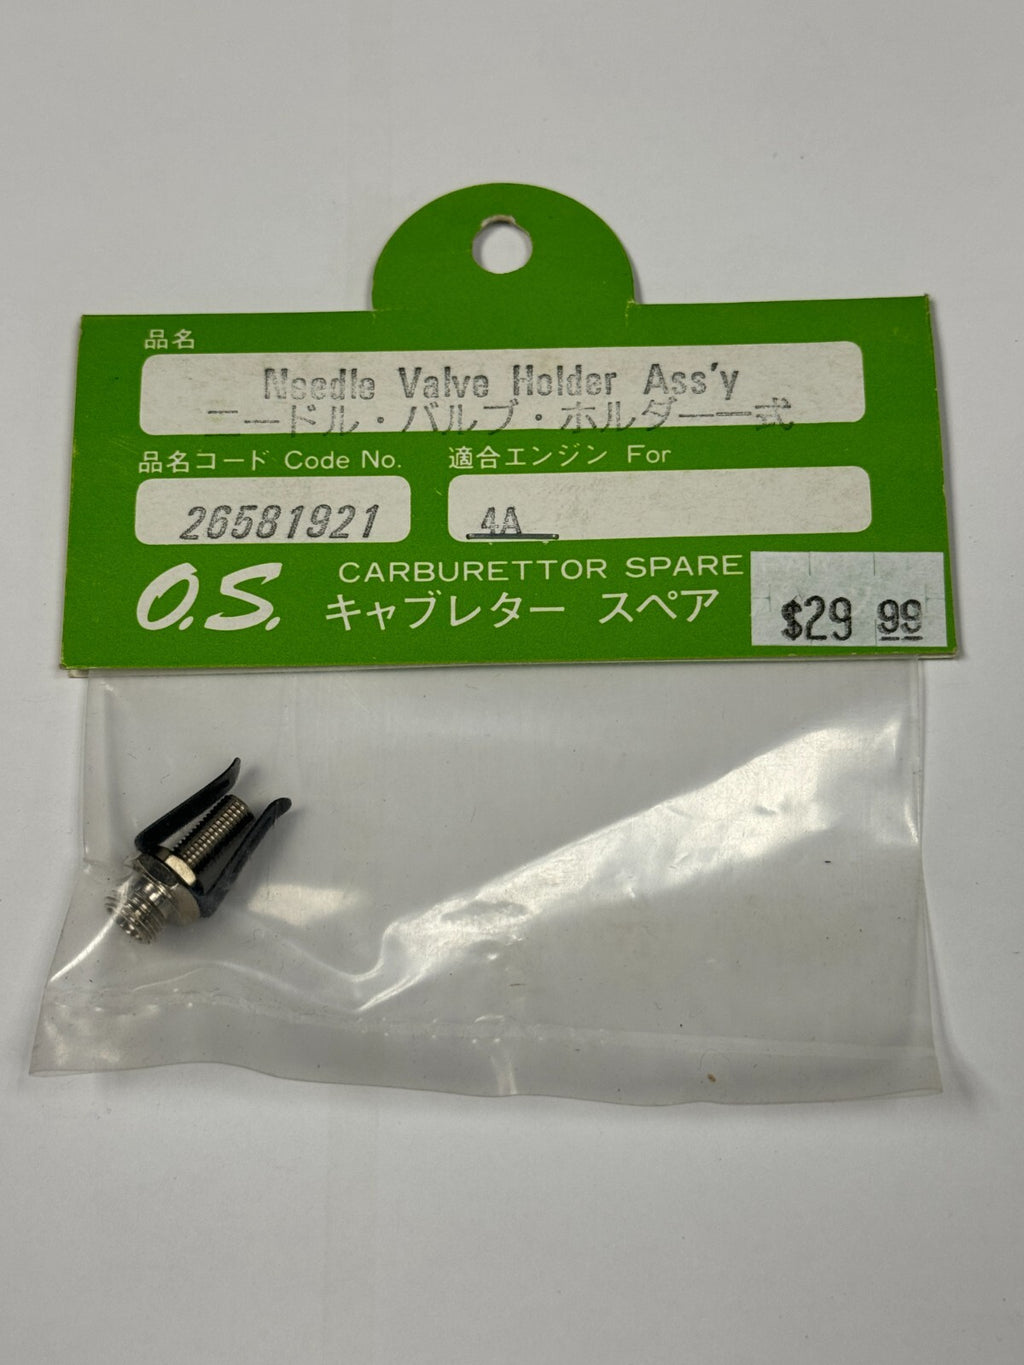 品名
Needle Valve Holder Ass'y
ニードル・バルブ・ホルダー一式
品名コード Code No.
適合エンジン For
26581921
4A
O.S.
CARBURETTOR SPARE
キャブレター スペア
$29 99